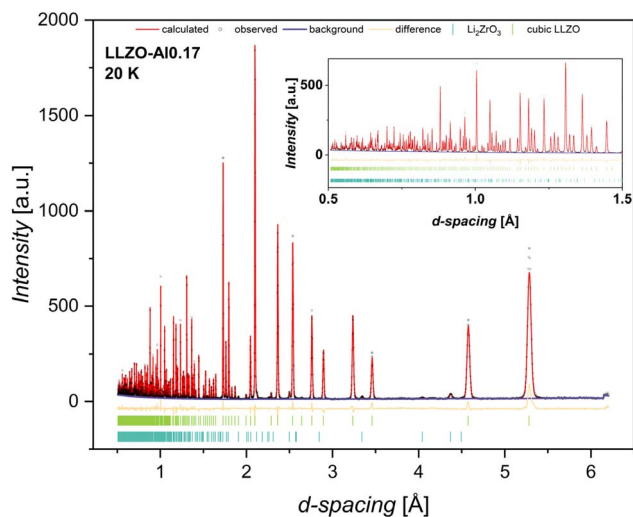 calculated observed background difference Li₂ZrO₃ cubic LLZO
LLZO-Al0.17
20 K
2000
1500
1000
500
0
Intensity [a.u.]
1 2 3 4 5 6
d-spacing [Å]
500
0
Intensity [a.u.]
0.5 1.0 1.5
d-spacing [Å]